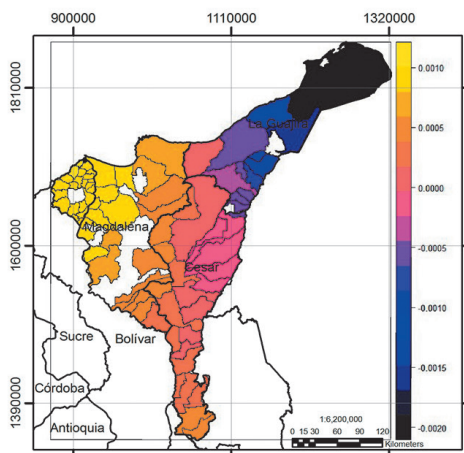 900000 1110000 1320000
1810000
1600000
1390000
La Guajira
Magdalena
Cesar
Sucre
Bolívar
Córdoba
Antioquia
0.0010
0.0005
0.0000
-0.0005
-0.0010
-0.0015
-0.0020
1:6,200,000
0 15 30 60 90 120
Kilometers